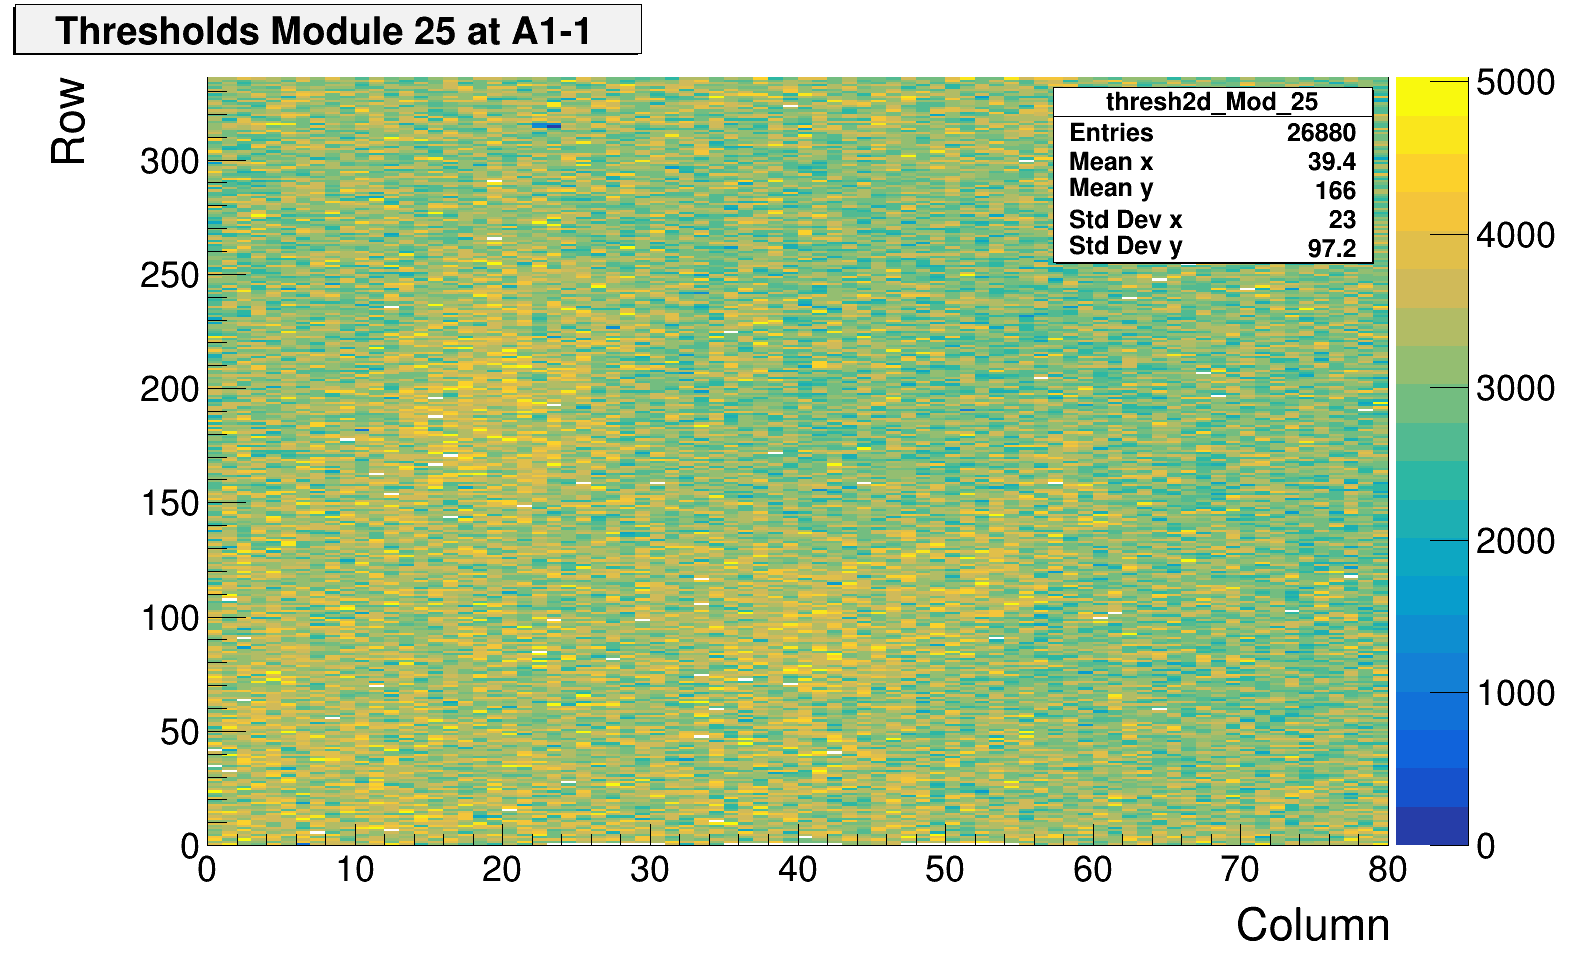 Thresholds Module 25 at A1-1
Row
thresh2d_Mod_25
Entries 26880
Mean x 39.4
Mean y 166
Std Dev x 23
Std Dev y 97.2
300
250
200
150
100
50
0
0 10 20 30 40 50 60 70 80
Column
5000
4000
3000
2000
1000
0